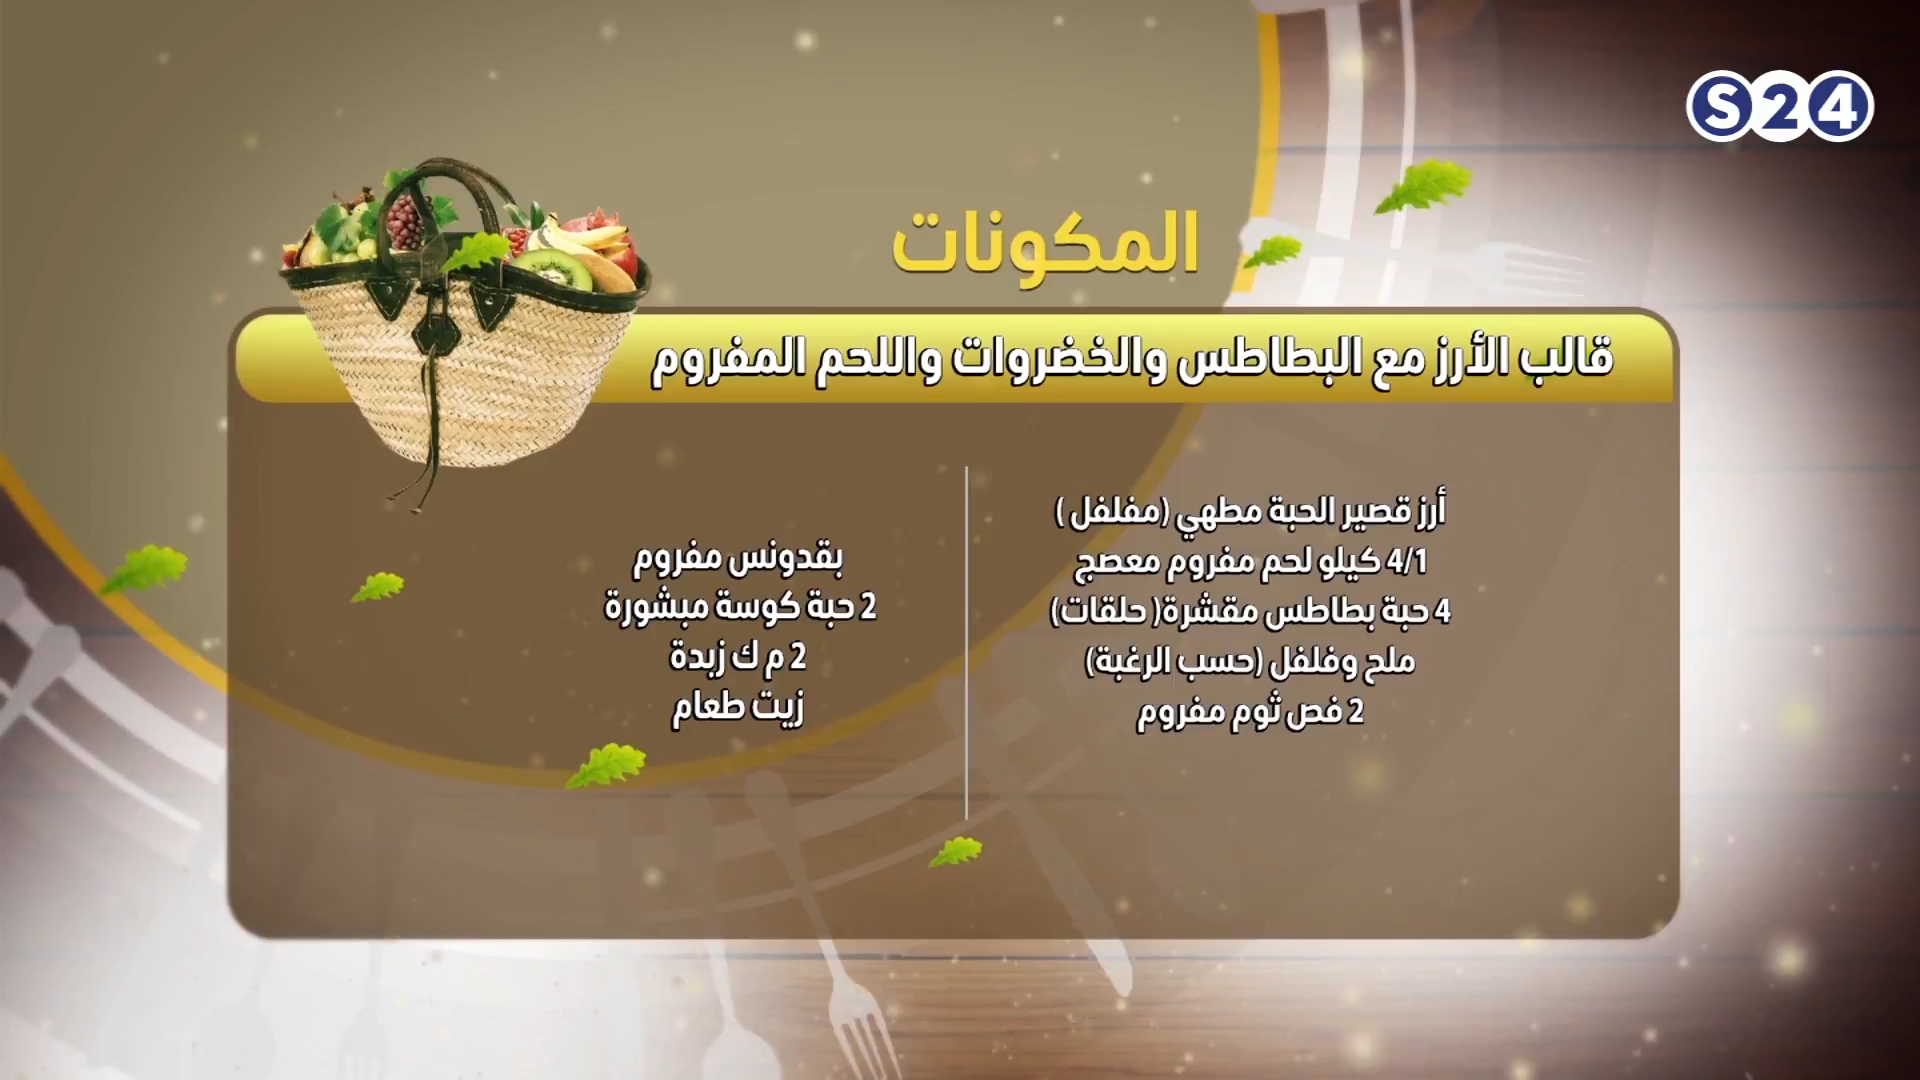 S24
المكونات
قالب الأرز مع البطاطس والخضروات واللحم المفروم
أرز قصير الحبة مطهي (مفلفل )
4/1 كيلو لحم مفروم معصج
4 حبة بطاطس مقشرة( حلقات)
ملح وفلفل (حسب الرغبة)
2 فص ثوم مفروم
بقدونس مفروم
2 حبة كوسة مبشورة
2 م ك زبدة
زيت طعام